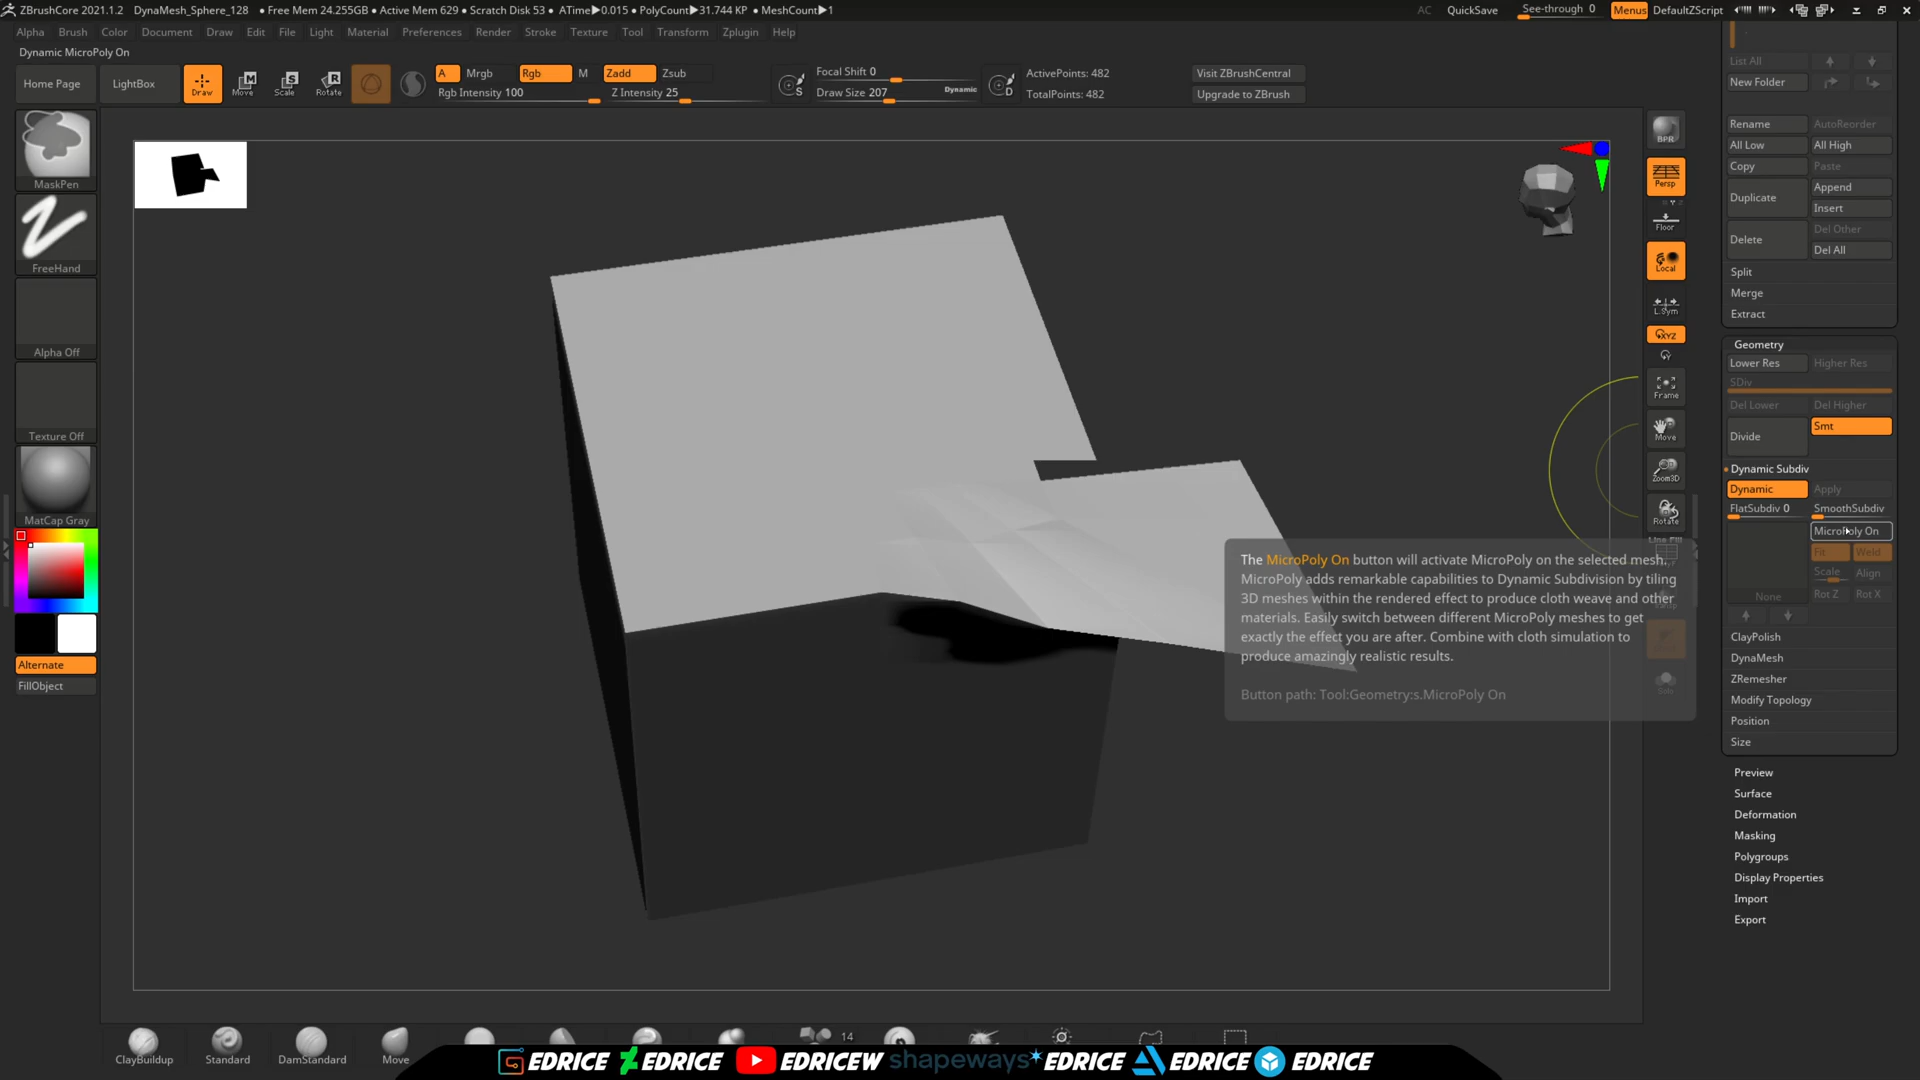 ZBrushCore 2021.1.2 DynaMesh_Sphere_128 • Free Mem 24.255GB • Active Mem 629 • Scratch Disk 53 • ATime▶0.015 • PolyCount▶31.744 KP • MeshCount▶1
AC QuickSave See-through 0 Menus DefaultZScript
Alpha Brush Color Document Draw Edit File Light Material Preferences Render Stroke Texture Tool Transform Zplugin Help
Dynamic MicroPoly On
Home Page LightBox Draw Move Scale Rotate
A Mrgb Rgb M Zadd Zsub
Rgb Intensity 100 Z Intensity 25
Focal Shift 0
Draw Size 207 Dynamic
ActivePoints: 482
TotalPoints: 482
Visit ZBrushCentral
Upgrade to ZBrush
MaskPen
FreeHand
Alpha Off
Texture Off
MatCap Gray
Alternate
FillObject
BPR
Persp
Floor
Local
L.Sym
XYZ
Y
Frame
Move
Zoom3D
Rotate
Line Fill
Solo
List All
New Folder
Rename AutoReorder
All Low All High
Copy Paste
Duplicate Append
Insert
Delete Del Other
Del All
Split
Merge
Extract
Geometry
Lower Res Higher Res
SDiv
Del Lower Del Higher
Divide Smt
Dynamic Subdiv
Dynamic Apply
FlatSubdiv 0 SmoothSubdiv
MicroPoly On
Fit Weld
Scale Align
None Rot Z Rot X
ClayPolish
DynaMesh
ZRemesher
Modify Topology
Position
Size
Preview
Surface
Deformation
Masking
Polygroups
Display Properties
Import
Export
The MicroPoly On button will activate MicroPoly on the selected mesh.
MicroPoly adds remarkable capabilities to Dynamic Subdivision by tiling
3D meshes within the rendered effect to produce cloth weave and other
materials. Easily switch between different MicroPoly meshes to get
exactly the effect you are after. Combine with cloth simulation to
produce amazingly realistic results.
Button path: Tool:Geometry:s.MicroPoly On
ClayBuildup Standard DamStandard Move 14
EDRICE EDRICE EDRICEW shapeways* EDRICE EDRICE EDRICE